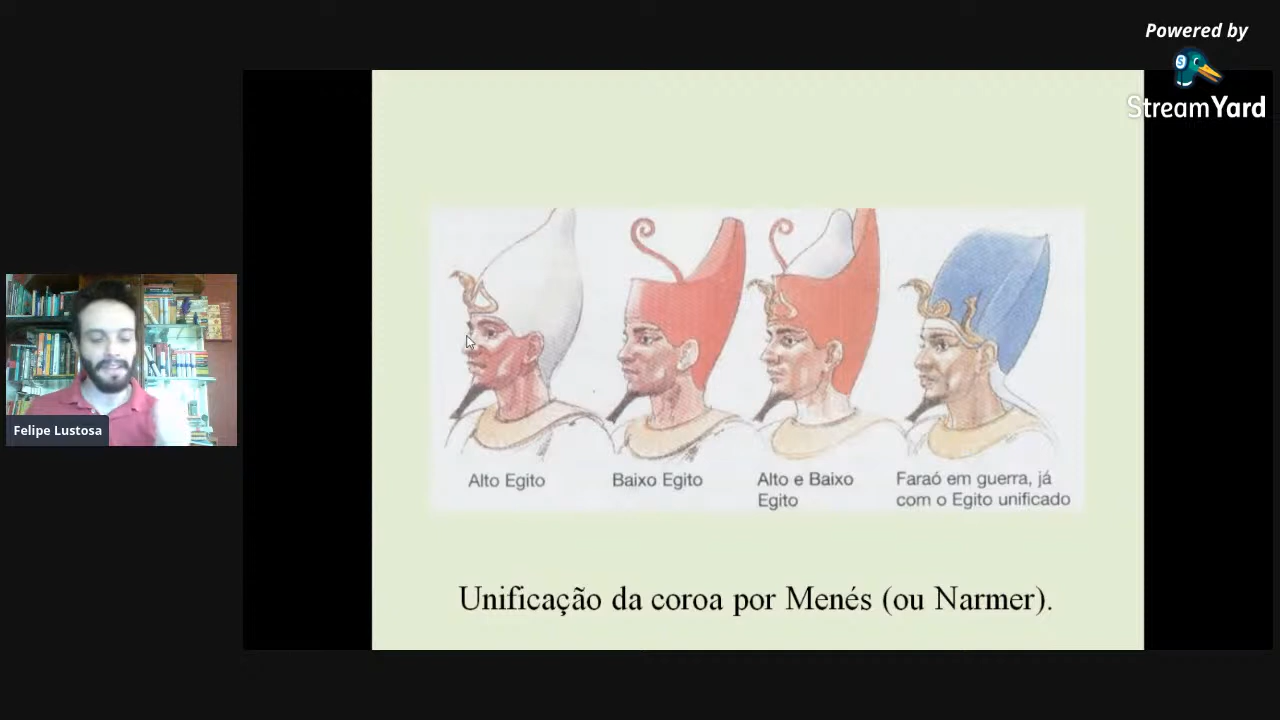 Powered by
StreamYard
Felipe Lustosa
Alto Egito
Baixo Egito
Alto e Baixo
Egito
Faraó em guerra, já
com o Egito unificado
Unificação da coroa por Menés (ou Narmer).